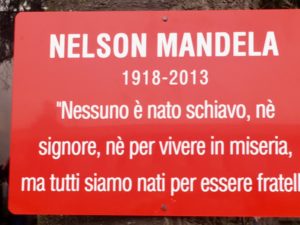 NELSON MANDELA
1918-2013
"Nessuno è nato schiavo, nè
signore, nè per vivere in miseria,
ma tutti siamo nati per essere fratell